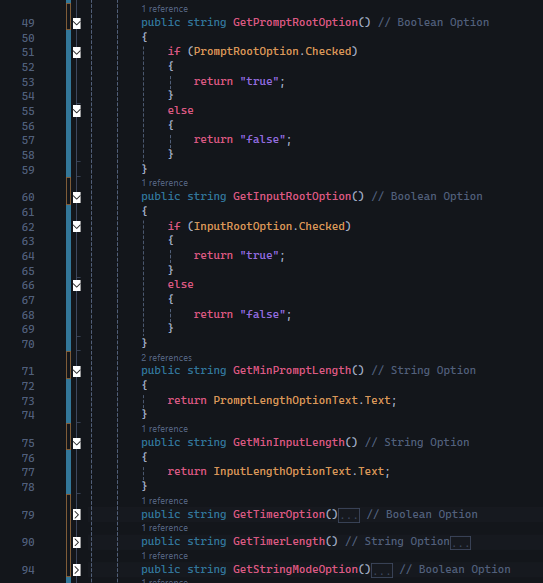 1 reference
49 public string GetPromptRootOption() // Boolean Option
50 {
51 if (PromptRootOption.Checked)
52 {
53 return "true";
54 }
55 else
56 {
57 return "false";
58 }
59 }
1 reference
60 public string GetInputRootOption() // Boolean Option
61 {
62 if (InputRootOption.Checked)
63 {
64 return "true";
65 }
66 else
67 {
68 return "false";
69 }
70 }
2 references
71 public string GetMinPromptLength() // String Option
72 {
73 return PromptLengthOptionText.Text;
74 }
1 reference
75 public string GetMinInputLength() // String Option
76 {
77 return InputLengthOptionText.Text;
78 }
1 reference
79 public string GetTimerOption()... // Boolean Option
1 reference
90 public string GetTimerLength() // String Option...
1 reference
94 public string GetStringModeOption()... // Boolean Option